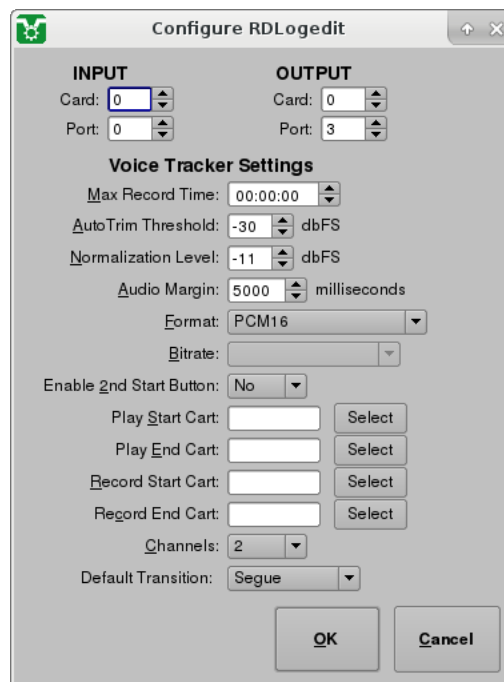 Configure RDLogedit
INPUT OUTPUT
Card: 0 Card: 0
Port: 0 Port: 3
Voice Tracker Settings
Max Record Time: 00:00:00
AutoTrim Threshold: -30 dbFS
Normalization Level: -11 dbFS
Audio Margin: 5000 milliseconds
Format: PCM16
Bitrate:
Enable 2nd Start Button: No
Play Start Cart: Select
Play End Cart: Select
Record Start Cart: Select
Record End Cart: Select
Channels: 2
Default Transition: Segue
OK Cancel